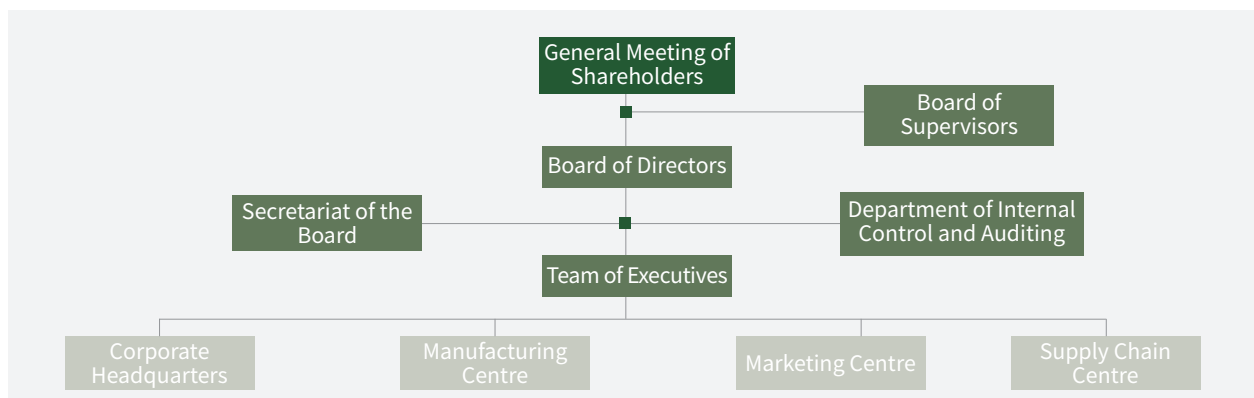 General Meeting of
Shareholders
Board of
Supervisors
Board of Directors
Secretariat of the
Board
Department of Internal
Control and Auditing
Team of Executives
Corporate
Headquarters
Manufacturing
Centre
Marketing Centre
Supply Chain
Centre